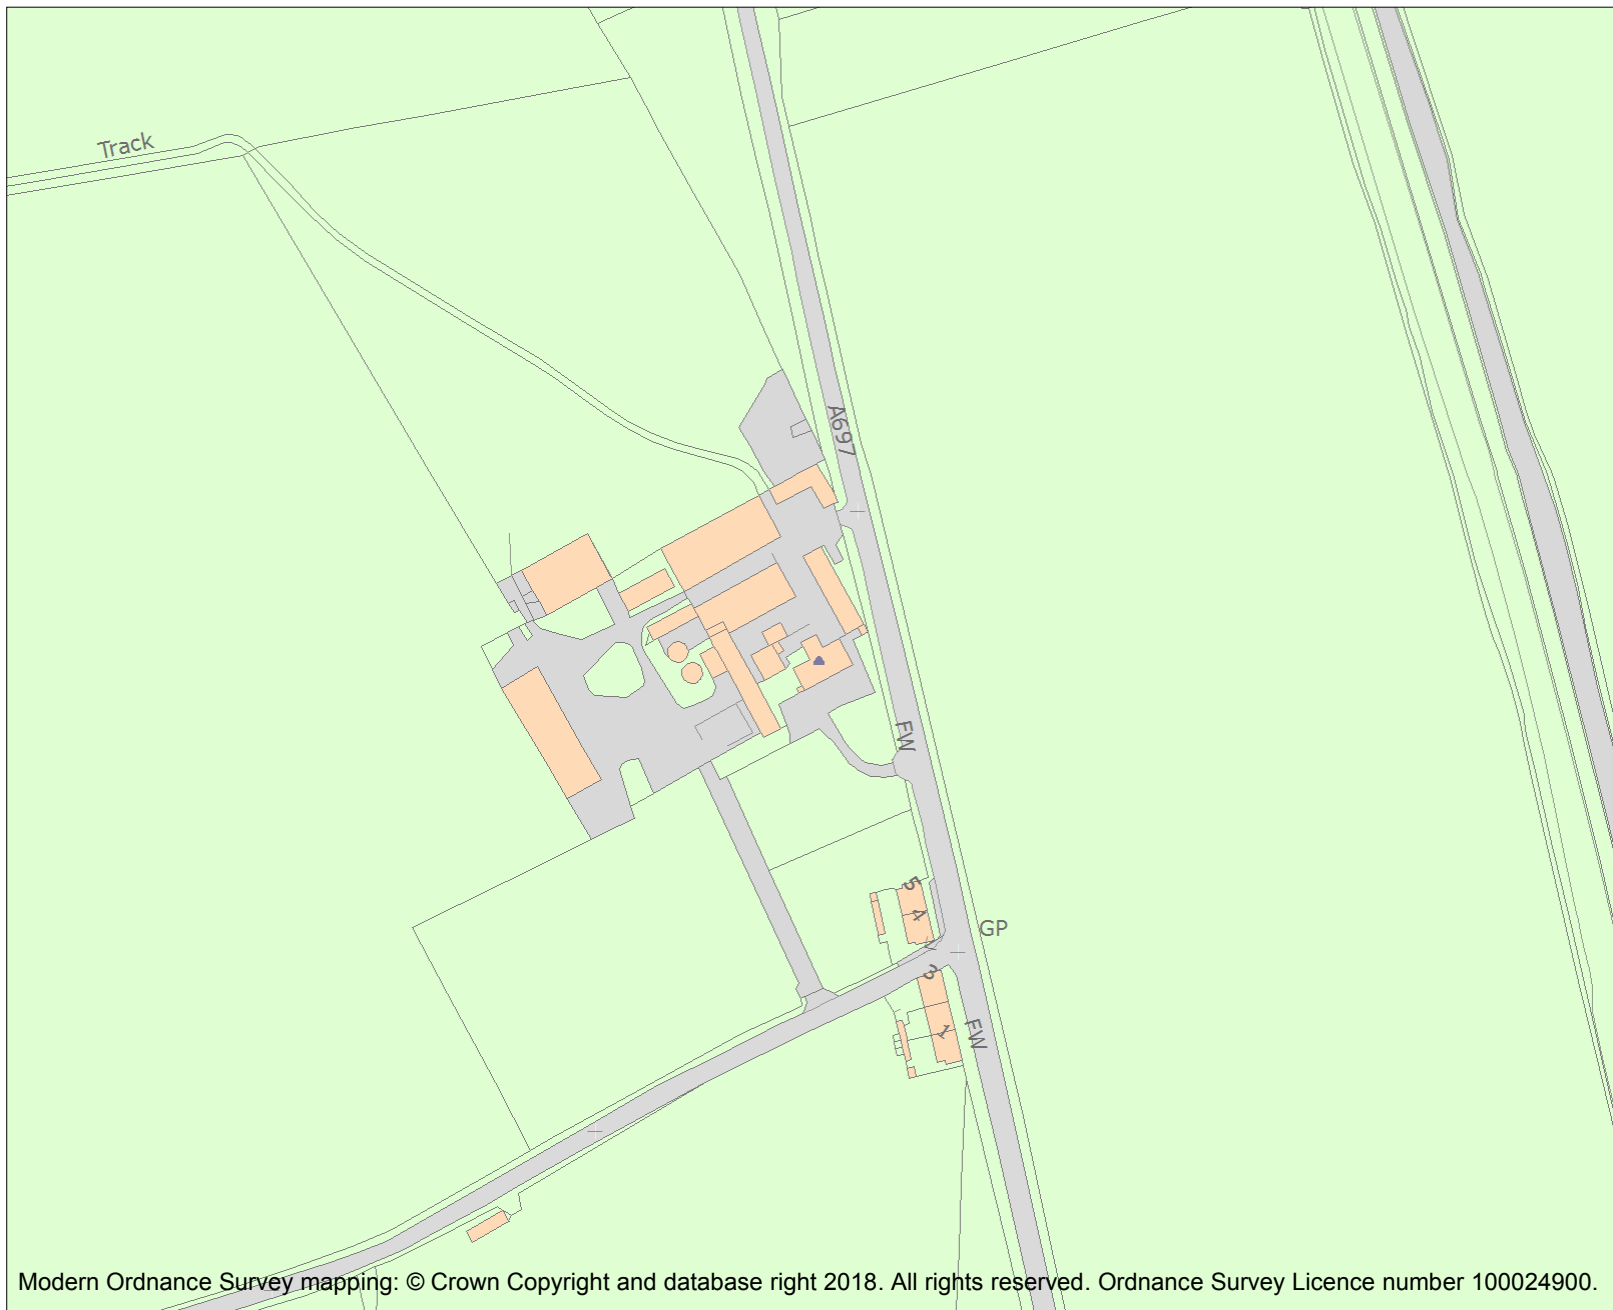 Track
A697
FW
5
4
GP
3
1
FW
Modern Ordnance Survey mapping: © Crown Copyright and database right 2018. All rights reserved. Ordnance Survey Licence number 100024900.